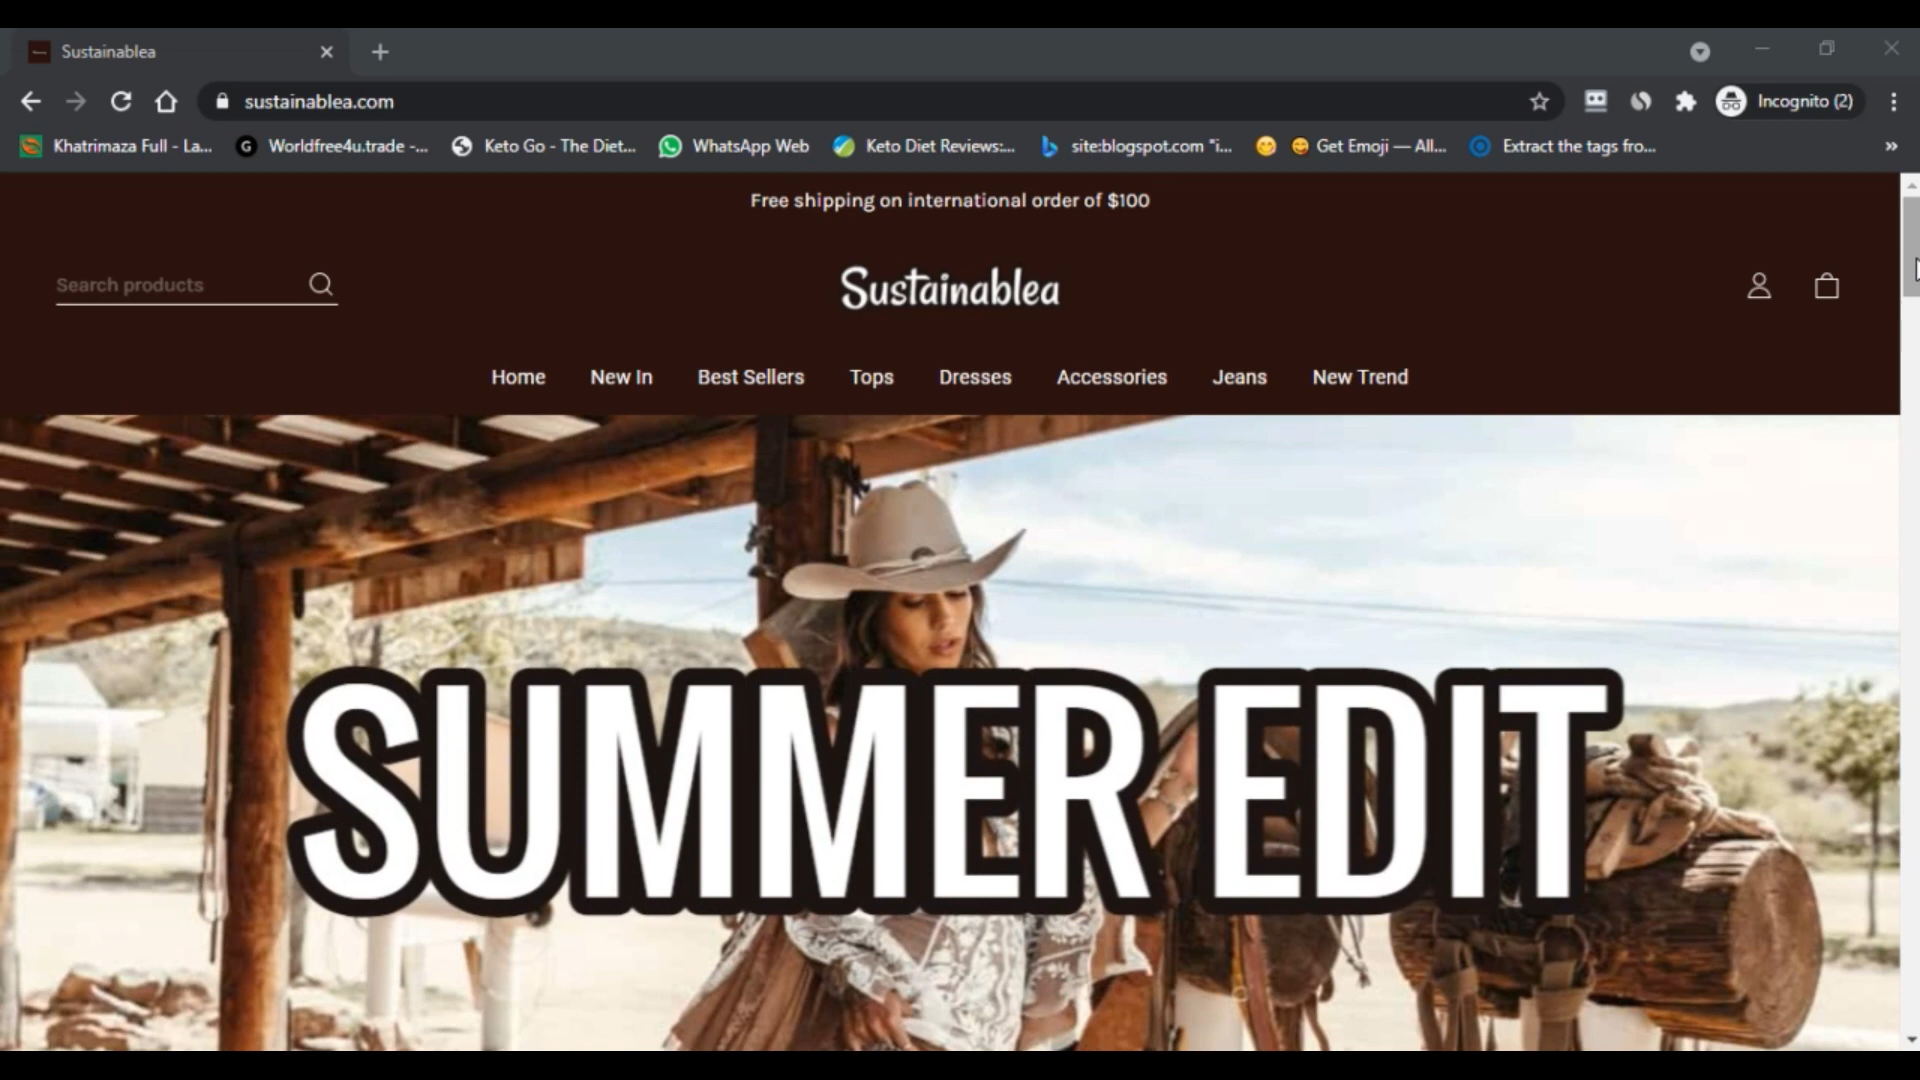 Sustainablea
sustainablea.com
Incognito (2)
Khatrimaza Full - La...
Worldfree4u.trade -...
Keto Go - The Diet...
WhatsApp Web
Keto Diet Reviews:...
site:blogspot.com "i...
Get Emoji — All...
Extract the tags fro...
»
Free shipping on international order of $100
Search products
Sustainablea
Home New In Best Sellers Tops Dresses Accessories Jeans New Trend
SUMMER EDIT